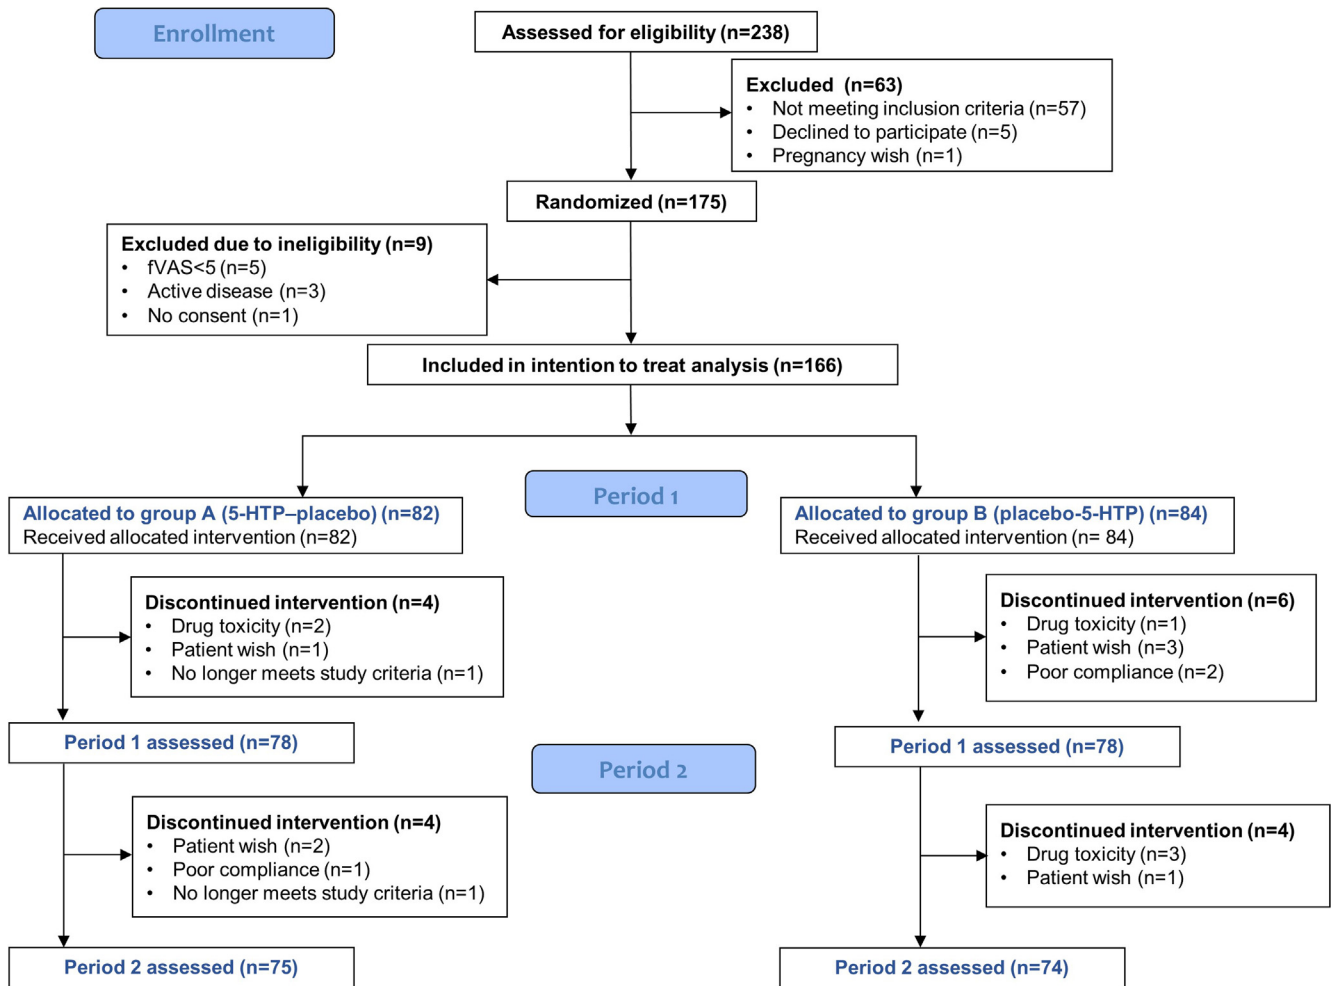 Enrollment
Assessed for eligibility (n=238)
Excluded (n=63)
• Not meeting inclusion criteria (n=57)
• Declined to participate (n=5)
• Pregnancy wish (n=1)
Randomized (n=175)
Excluded due to ineligibility (n=9)
• fVAS<5 (n=5)
• Active disease (n=3)
• No consent (n=1)
Included in intention to treat analysis (n=166)
Period 1
Allocated to group A (5-HTP–placebo) (n=82)
Received allocated intervention (n=82)
Allocated to group B (placebo-5-HTP) (n=84)
Received allocated intervention (n= 84)
Discontinued intervention (n=4)
• Drug toxicity (n=2)
• Patient wish (n=1)
• No longer meets study criteria (n=1)
Discontinued intervention (n=6)
• Drug toxicity (n=1)
• Patient wish (n=3)
• Poor compliance (n=2)
Period 1 assessed (n=78)
Period 1 assessed (n=78)
Period 2
Discontinued intervention (n=4)
• Patient wish (n=2)
• Poor compliance (n=1)
• No longer meets study criteria (n=1)
Discontinued intervention (n=4)
• Drug toxicity (n=3)
• Patient wish (n=1)
Period 2 assessed (n=75)
Period 2 assessed (n=74)